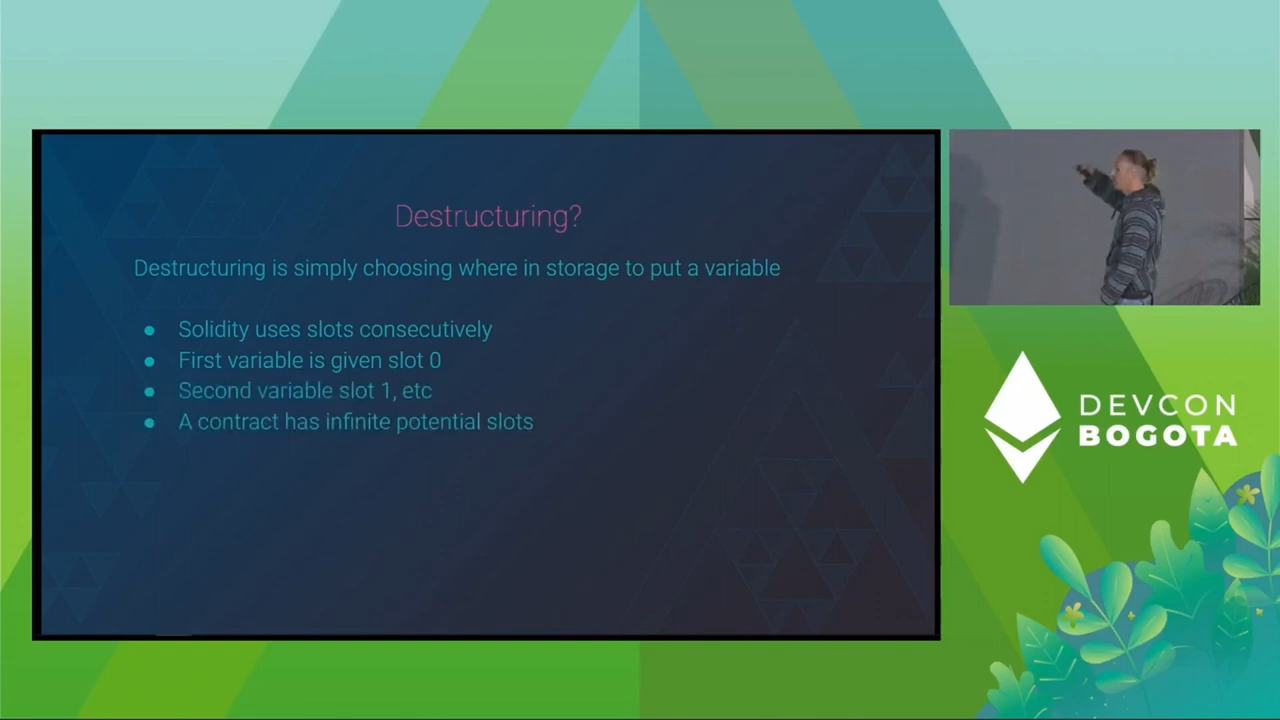 Destructuring?
Destructuring is simply choosing where in storage to put a variable
● Solidity uses slots consecutively
● First variable is given slot 0
● Second variable slot 1, etc
● A contract has infinite potential slots
DEVCON
BOGOTA